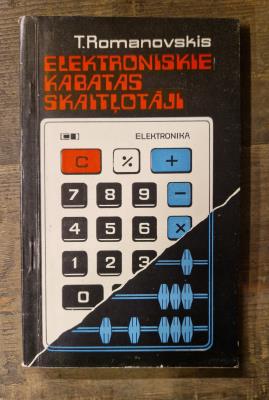 T.Romanovskis
ELEKTRONISKIE
KABATAS
SKAITĻOTĀJI
ELEKTRONIKA
C % +
7 8 9 −
4 5 6 ×
1 2 3
0